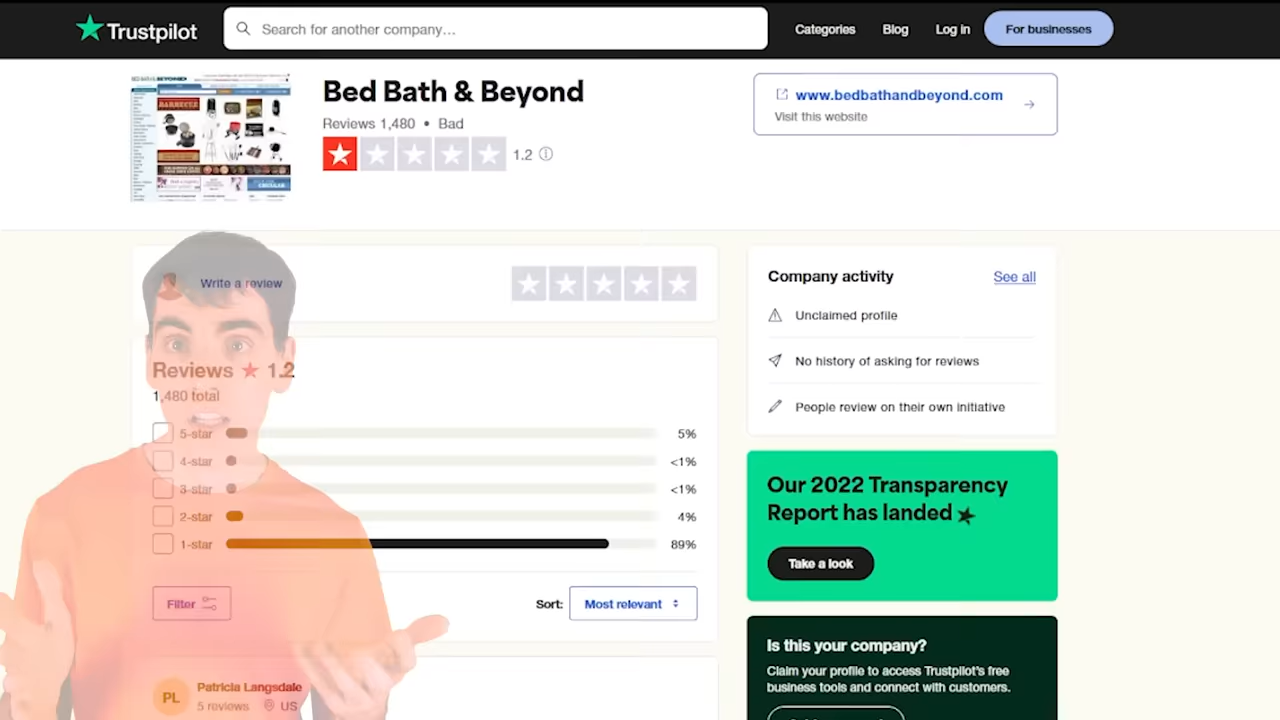 Trustpilot
Search for another company...
Categories
Blog
Log in
For businesses
Bed Bath & Beyond
Reviews 1,480 • Bad
1.2
www.bedbathandbeyond.com
Visit this website
Write a review
Reviews ★ 1.2
1,480 total
5-star 5%
4-star <1%
3-star <1%
2-star 4%
1-star 89%
Filter
Sort: Most relevant
PL
Patricia Langsdale
5 reviews US
Company activity
See all
Unclaimed profile
No history of asking for reviews
People review on their own initiative
Our 2022 Transparency
Report has landed
Take a look
Is this your company?
Claim your profile to access Trustpilot's free
business tools and connect with customers.